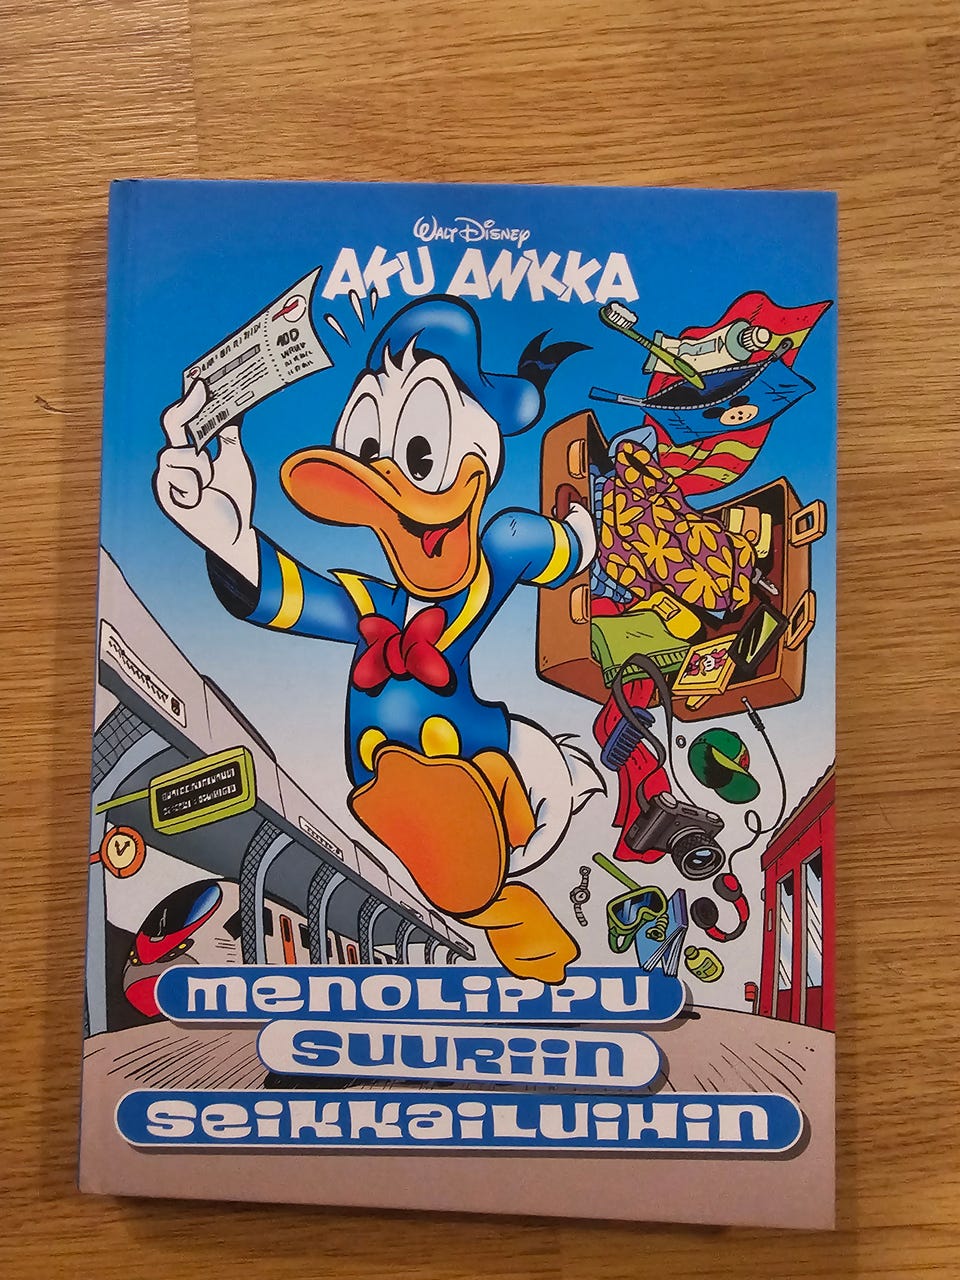 WALT DISNEY
AKU ANKKA
MENOLIPPU
SUURIIN
SEIKKAILUIHIN